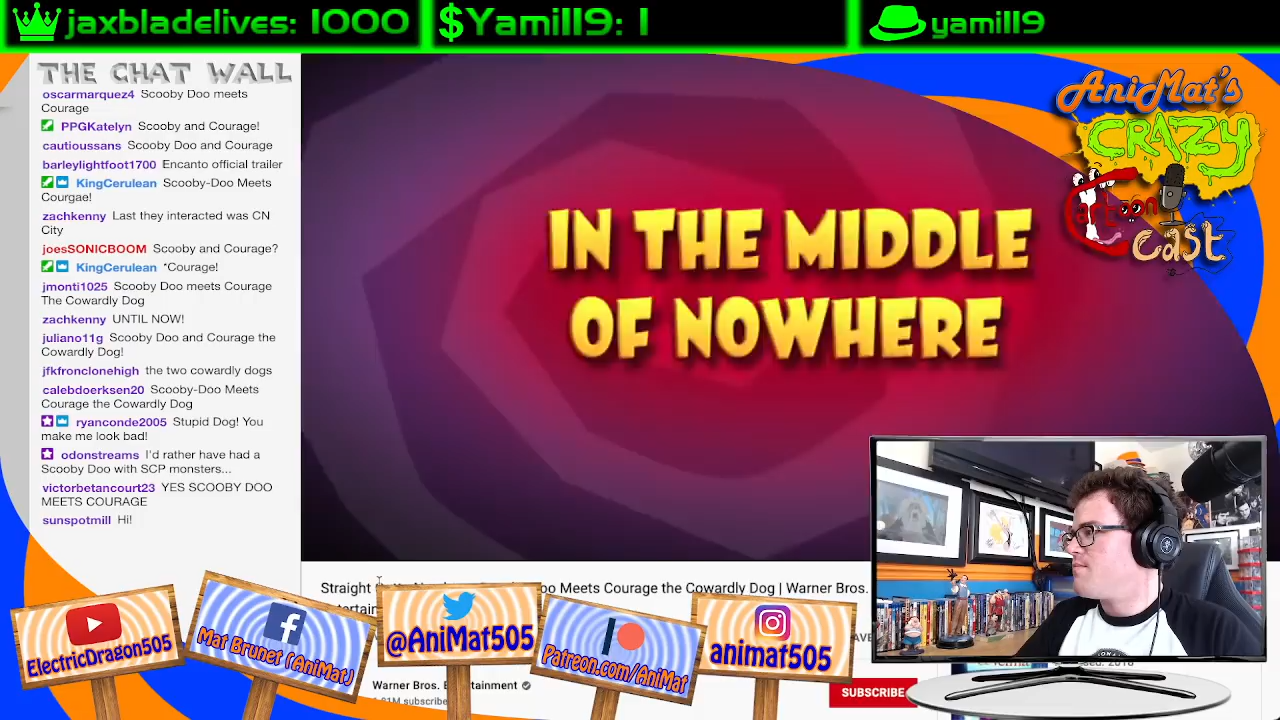 jaxbladelives: 1000
$Yamil19: 1
yamil19
THE CHAT WALL
oscarmarquez4 Scooby Doo meets
Courage
PPGKatelyn Scooby and Courage!
cautioussans Scooby Doo and Courage
barleylightfoot1700 Encanto official trailer
KingCerulean Scooby-Doo Meets
Courgae!
zachkenny Last they interacted was CN
City
joesSONICBOOM Scooby and Courage?
KingCerulean *Courage!
jmonti1025 Scooby Doo meets Courage
The Cowardly Dog
zachkenny UNTIL NOW!
juliano11g Scooby Doo and Courage the
Cowardly Dog!
jfkfronclonehigh the two cowardly dogs
calebdoerksen20 Scooby-Doo Meets
Courage the Cowardly Dog
ryanconde2005 Stupid Dog! You
make me look bad!
odonstreams I'd rather have had a
Scooby Doo with SCP monsters...
victorbetancourt23 YES SCOOBY DOO
MEETS COURAGE
sunspotmill Hi!
IN THE MIDDLE
OF NOWHERE
AniMat's
CRAZY
Cartoon
Cast
Straight
oo Meets Courage the Cowardly Dog | Warner Bros.
ElectricDragon505
Mat Brunet (AniMat)
@AniMat505
Patreon.com/AniMat
animat505
Warner Bros.
SUBSCRIBE